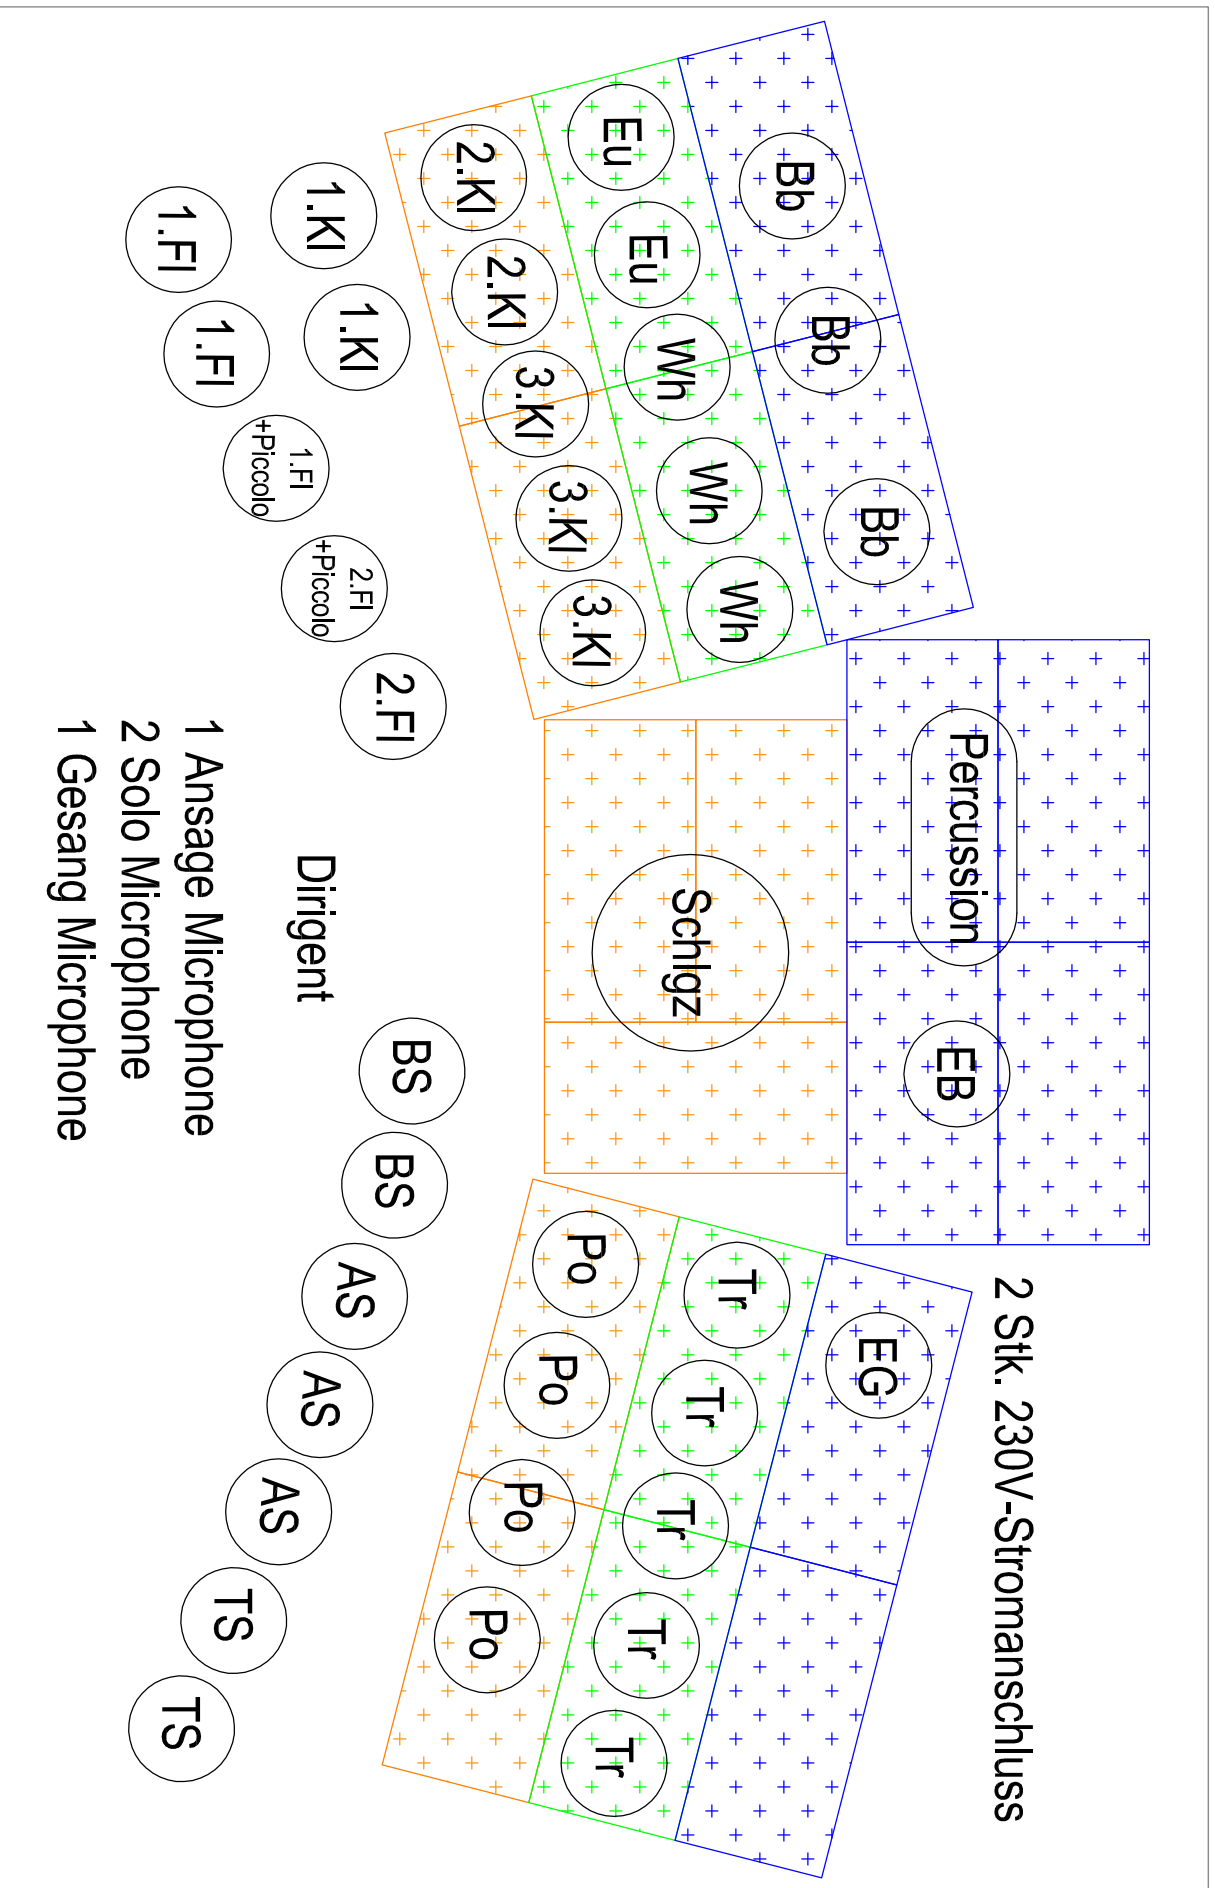 2 Stk. 230V-Stromanschluss
Percussion
EB
Bb
Bb
Bb
EG
Eu
Eu
Wh
Wh
Wh
Tr
Tr
Tr
Tr
Tr
2.Kl
2.Kl
3.Kl
3.Kl
3.Kl
Schlgz
Po
Po
Po
Po
1.Kl
1.Kl
1.Fl
1.Fl
1.Fl
+Piccolo
2.Fl
+Piccolo
2.Fl
Dirigent
BS
BS
AS
AS
AS
TS
TS
1 Ansage Microphone
2 Solo Microphone
1 Gesang Microphone